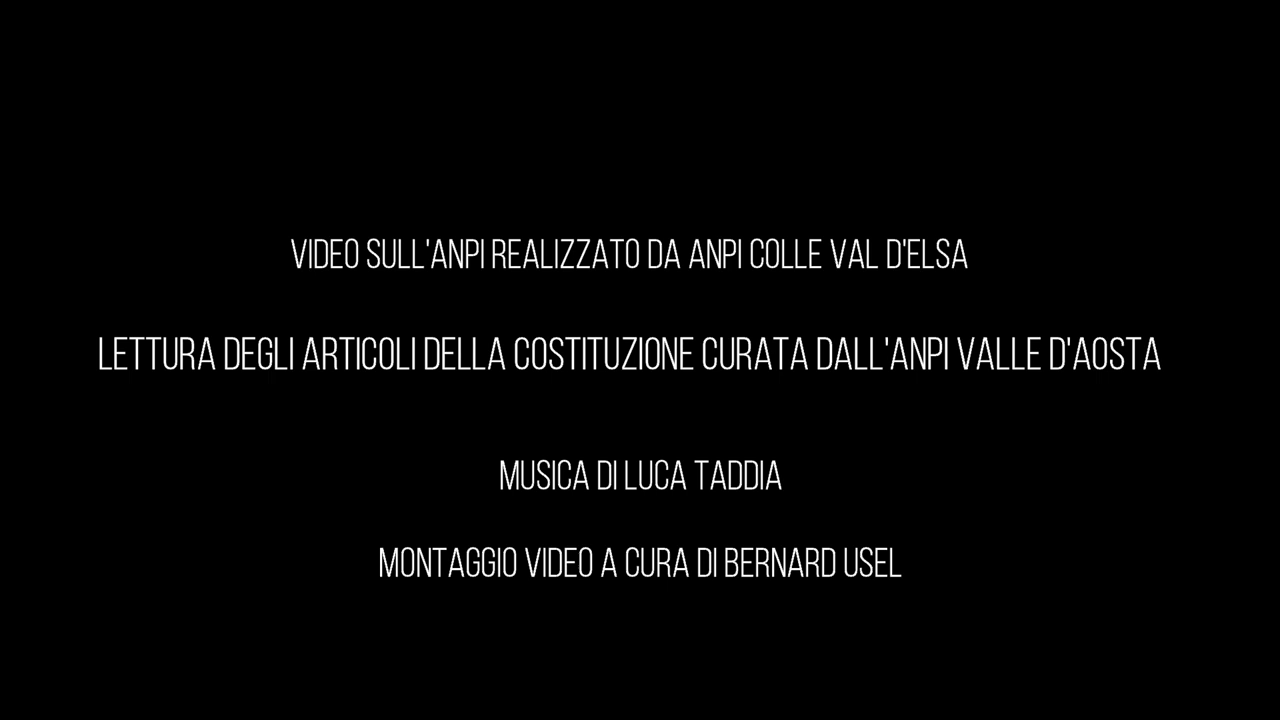 VIDEO SULL'ANPI REALIZZATO DA ANPI COLLE VAL D'ELSA
LETTURA DEGLI ARTICOLI DELLA COSTITUZIONE CURATA DALL'ANPI VALLE D'AOSTA
MUSICA DI LUCA TADDIA
MONTAGGIO VIDEO A CURA DI BERNARD USEL